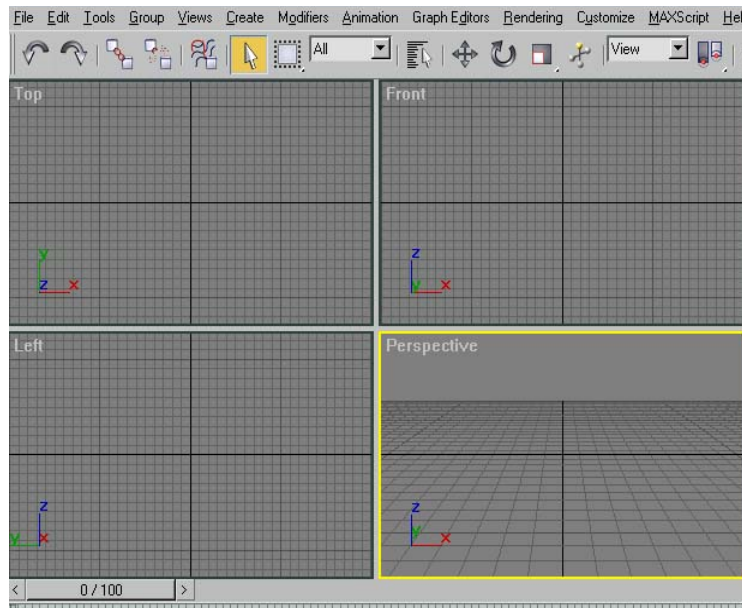 File Edit Tools Group Views Create Modifiers Animation Graph Editors Rendering Customize MAXScript Hel
All View
Top Front
y z
z x y x
Left Perspective
z z
y x y x
< 0 / 100 >